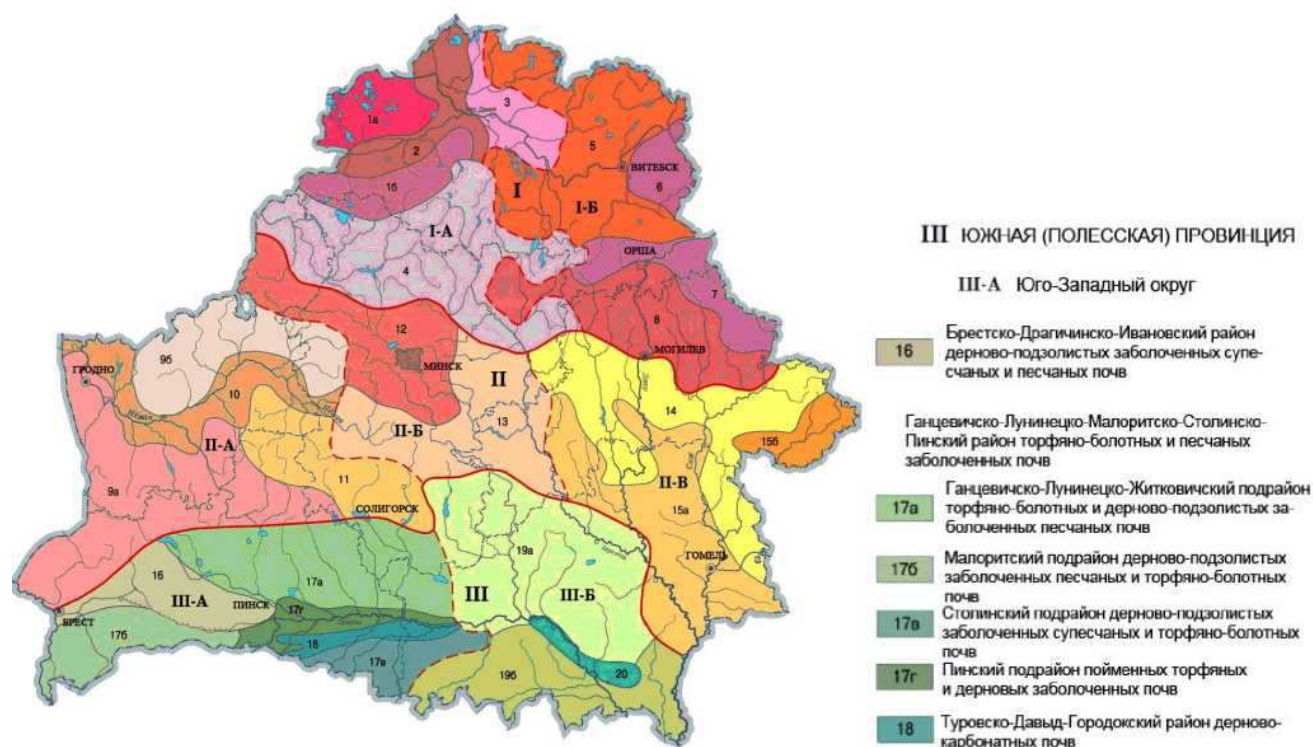 3
1а
5
2
ВИТЕБСК
6
1б
I
I-Б
I-А
ОРША
4
7
8
12
МОГИЛЕВ
9б
МИНСК
ГРОДНО
II
10
14
13
II-Б
15б
II-А
II-В
11
9а
15а
СОЛИГОРСК
19а
ГОМЕЛЬ
16
17а
III
III-Б
III-А
ПИНСК
17г
БРЕСТ
17б
18
17в
20
19б
III ЮЖНАЯ (ПОЛЕССКАЯ) ПРОВИНЦИЯ
III-А Юго-Западный округ
16 Брестско-Драгичинско-Ивановский район
дерново-подзолистых заболоченных супе-
счаных и песчаных почв
Ганцевичско-Лунинецко-Малоритско-Столинско-
Пинский район торфяно-болотных и песчаных
заболоченных почв
17а Ганцевичско-Лунинецко-Житковичский подрайон
торфяно-болотных и дерново-подзолистых за-
болоченных песчаных почв
17б Малоритский подрайон дерново-подзолистых
заболоченных песчаных и торфяно-болотных
почв
17в Столинский подрайон дерново-подзолистых
заболоченных супесчаных и торфяно-болотных
почв
17г Пинский подрайон пойменных торфяных
и дерновых заболоченных почв
18 Туровско-Давыд-Городокский район дерново-
карбонатных почв